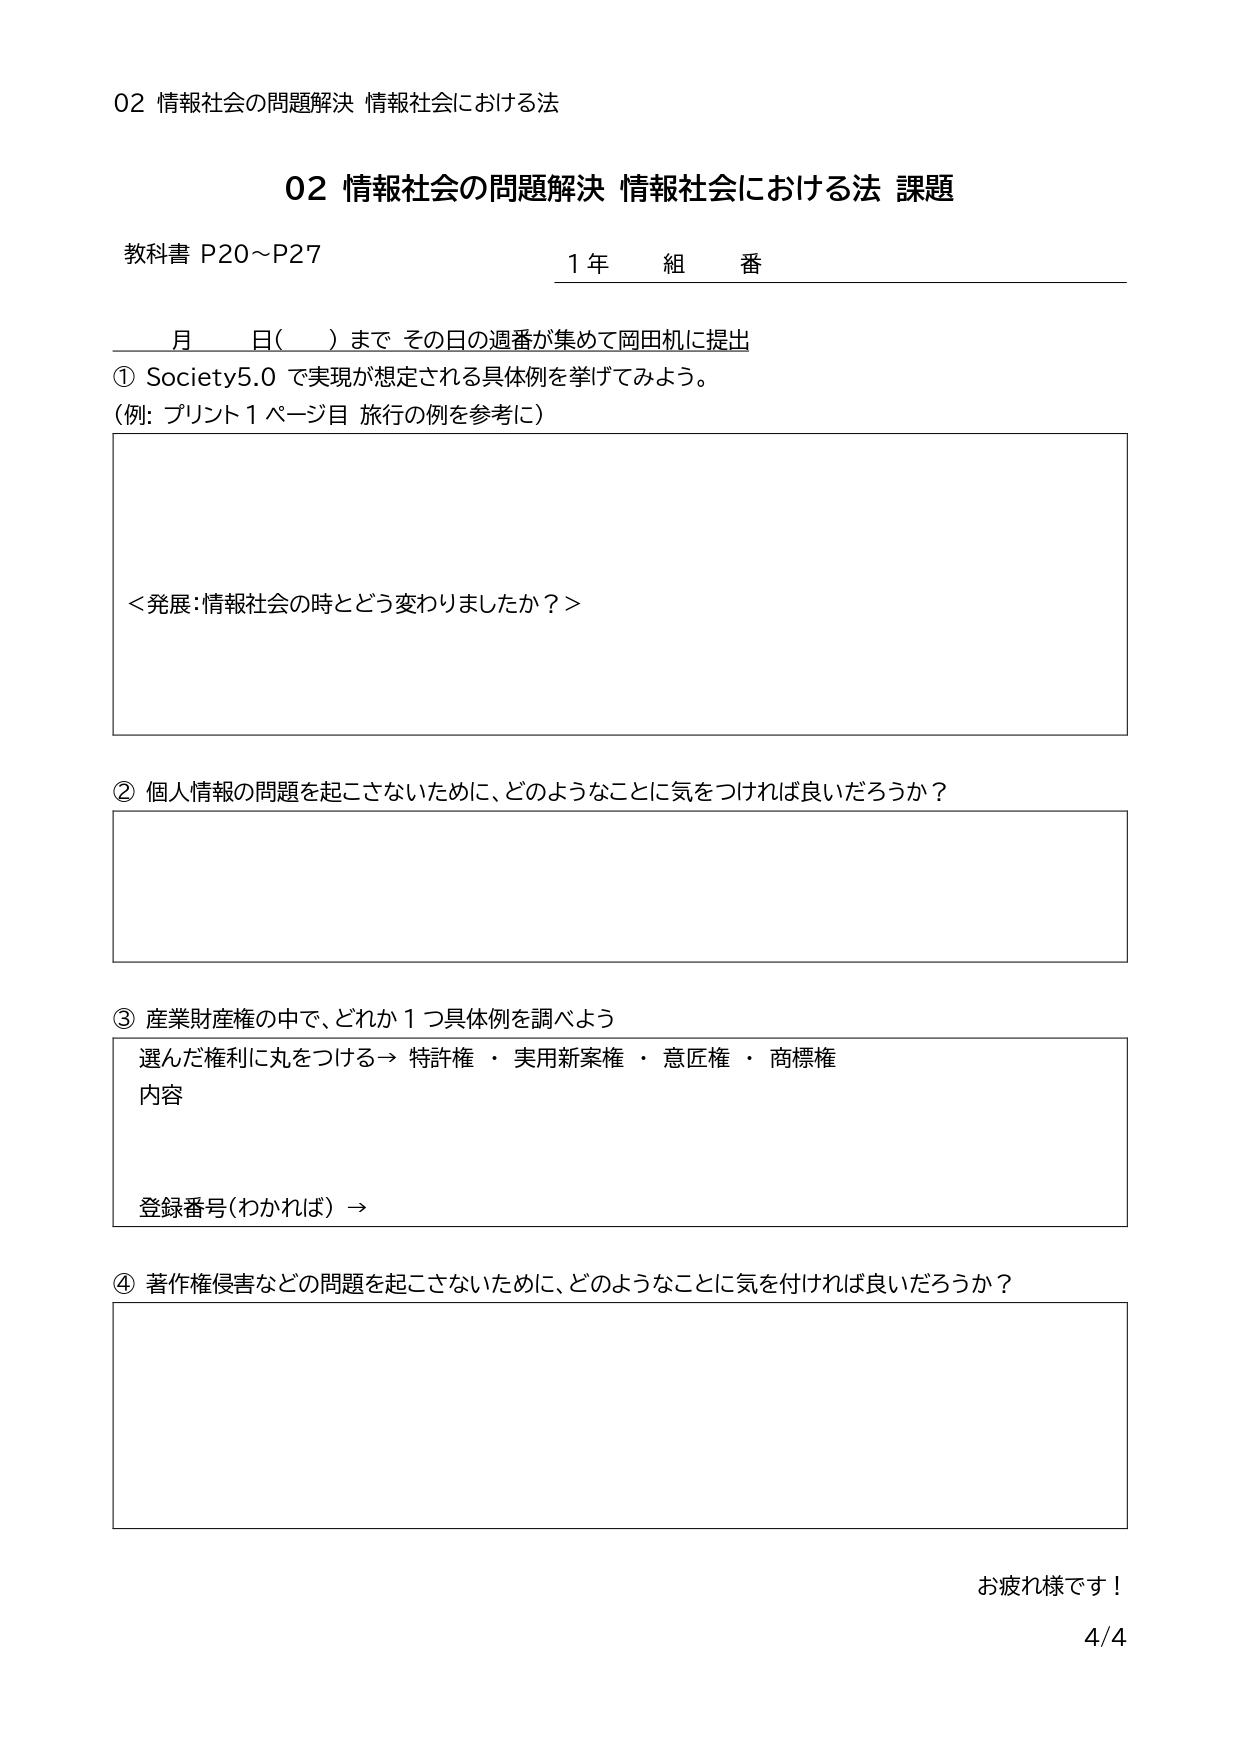 02 情報社会の問題解決 情報社会における法
02 情報社会の問題解決 情報社会における法 課題
教科書 P20～P27
1年　　組　　番
月　　日(　　) まで その日の週番が集めて岡田机に提出
① Society5.0 で実現が想定される具体例を挙げてみよう。
(例: プリント 1 ページ目 旅行の例を参考に)
＜発展：情報社会の時とどう変わりましたか？＞
② 個人情報の問題を起こさないために、どのようなことに気をつければ良いだろうか？
③ 産業財産権の中で、どれか 1 つ具体例を調べよう
選んだ権利に丸をつける→ 特許権 ・ 実用新案権 ・ 意匠権 ・ 商標権
内容
登録番号(わかれば) →
④ 著作権侵害などの問題を起こさないために、どのようなことに気を付ければ良いだろうか？
お疲れ様です！
4/4